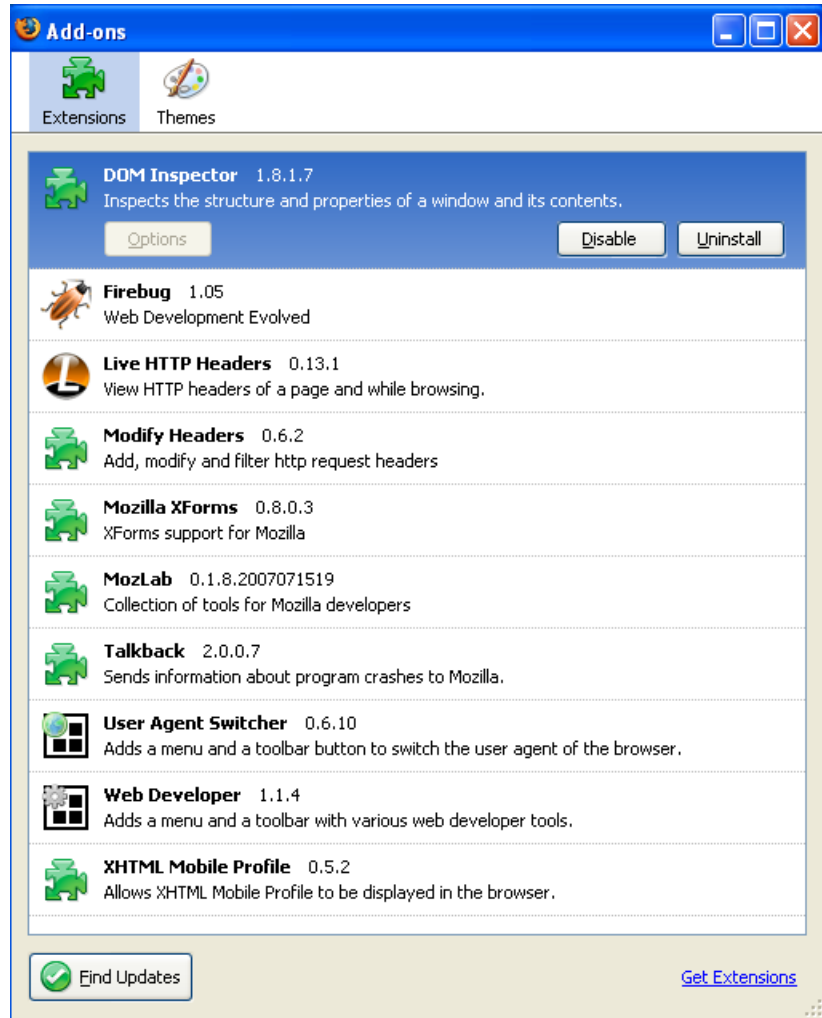 Add-ons
Extensions Themes
DOM Inspector 1.8.1.7
Inspects the structure and properties of a window and its contents.
Options Disable Uninstall
Firebug 1.05
Web Development Evolved
Live HTTP Headers 0.13.1
View HTTP headers of a page and while browsing.
Modify Headers 0.6.2
Add, modify and filter http request headers
Mozilla XForms 0.8.0.3
XForms support for Mozilla
MozLab 0.1.8.2007071519
Collection of tools for Mozilla developers
Talkback 2.0.0.7
Sends information about program crashes to Mozilla.
User Agent Switcher 0.6.10
Adds a menu and a toolbar button to switch the user agent of the browser.
Web Developer 1.1.4
Adds a menu and a toolbar with various web developer tools.
XHTML Mobile Profile 0.5.2
Allows XHTML Mobile Profile to be displayed in the browser.
Find Updates Get Extensions